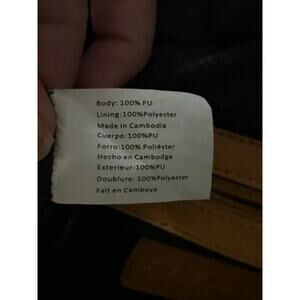 Body: 100% PU
Lining: 100%Polyester
Made in Cambodia
Cuerpo: 100%PU
Forro: 100% Poliéster
Hecho en Cambodge
Exterieur: 100%PU
Doublure: 100%Polyester
Fait en Camboya